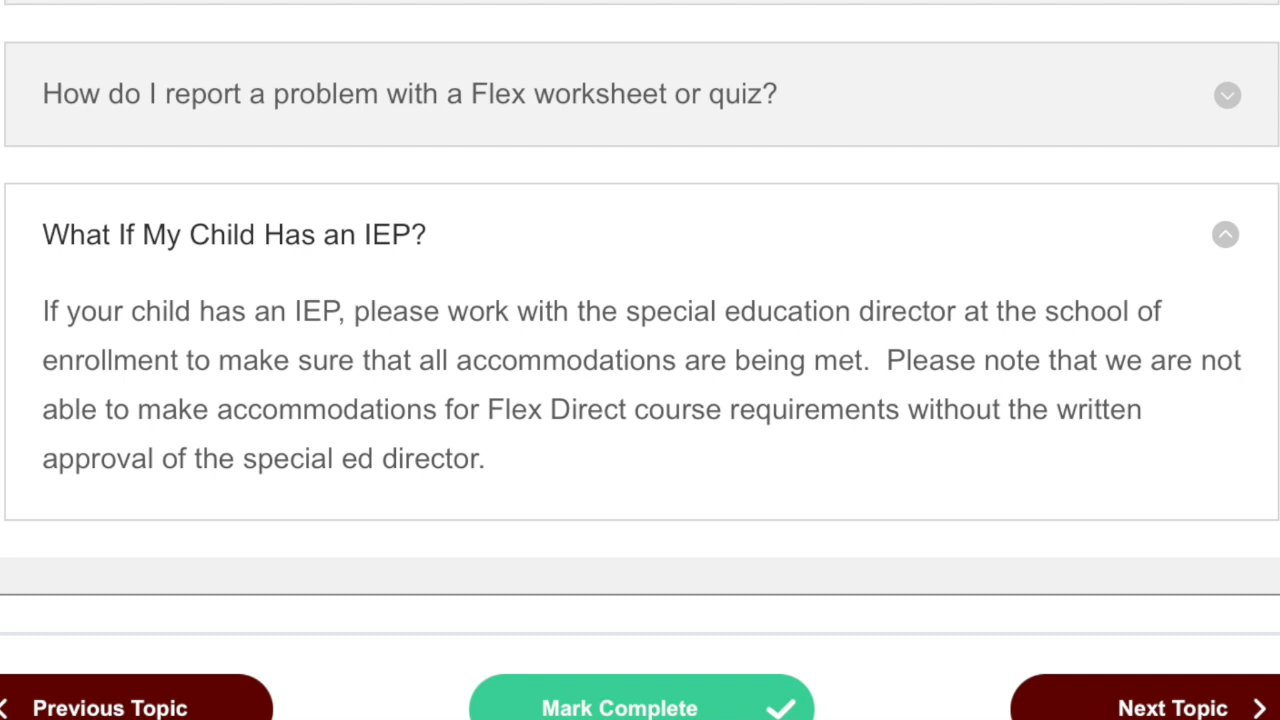 How do I report a problem with a Flex worksheet or quiz?
What If My Child Has an IEP?
If your child has an IEP, please work with the special education director at the school of
enrollment to make sure that all accommodations are being met.  Please note that we are not
able to make accommodations for Flex Direct course requirements without the written
approval of the special ed director.
Previous Topic
Mark Complete
Next Topic